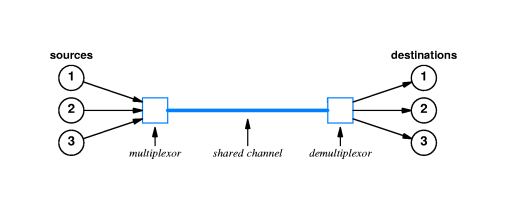 sources
destinations
1
1
2
2
3
3
multiplexor
shared channel
demultiplexor